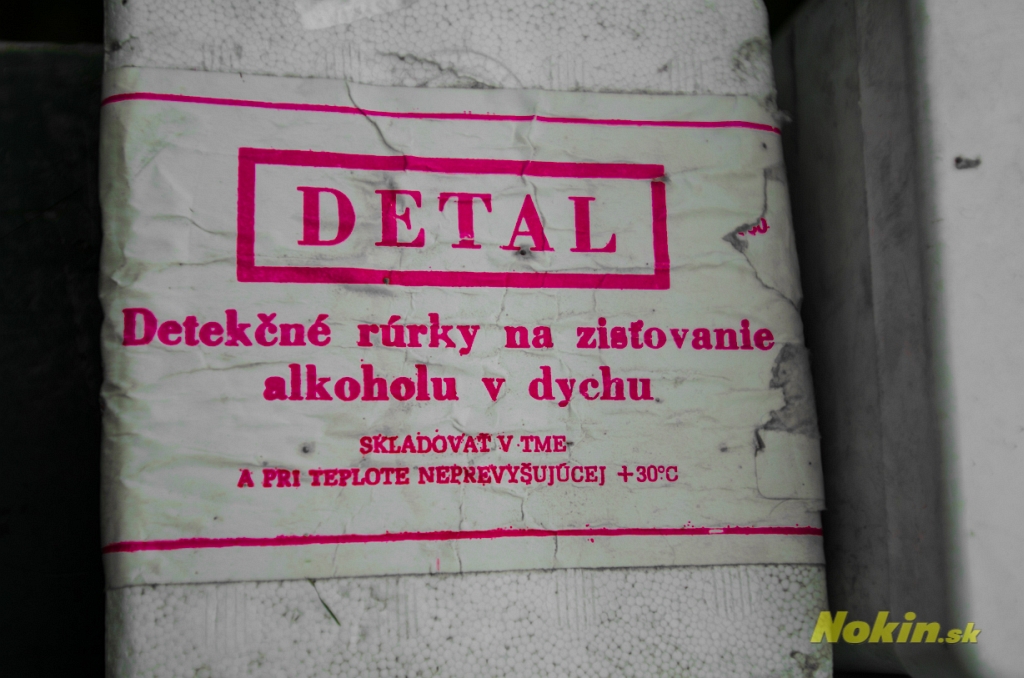 DETAL
Detekčné rúrky na zisťovanie
alkoholu v dychu
SKLADOVAŤ V TME
A PRI TEPLOTE NEPREVYŠUJÚCEJ +30°C
Nokin.sk